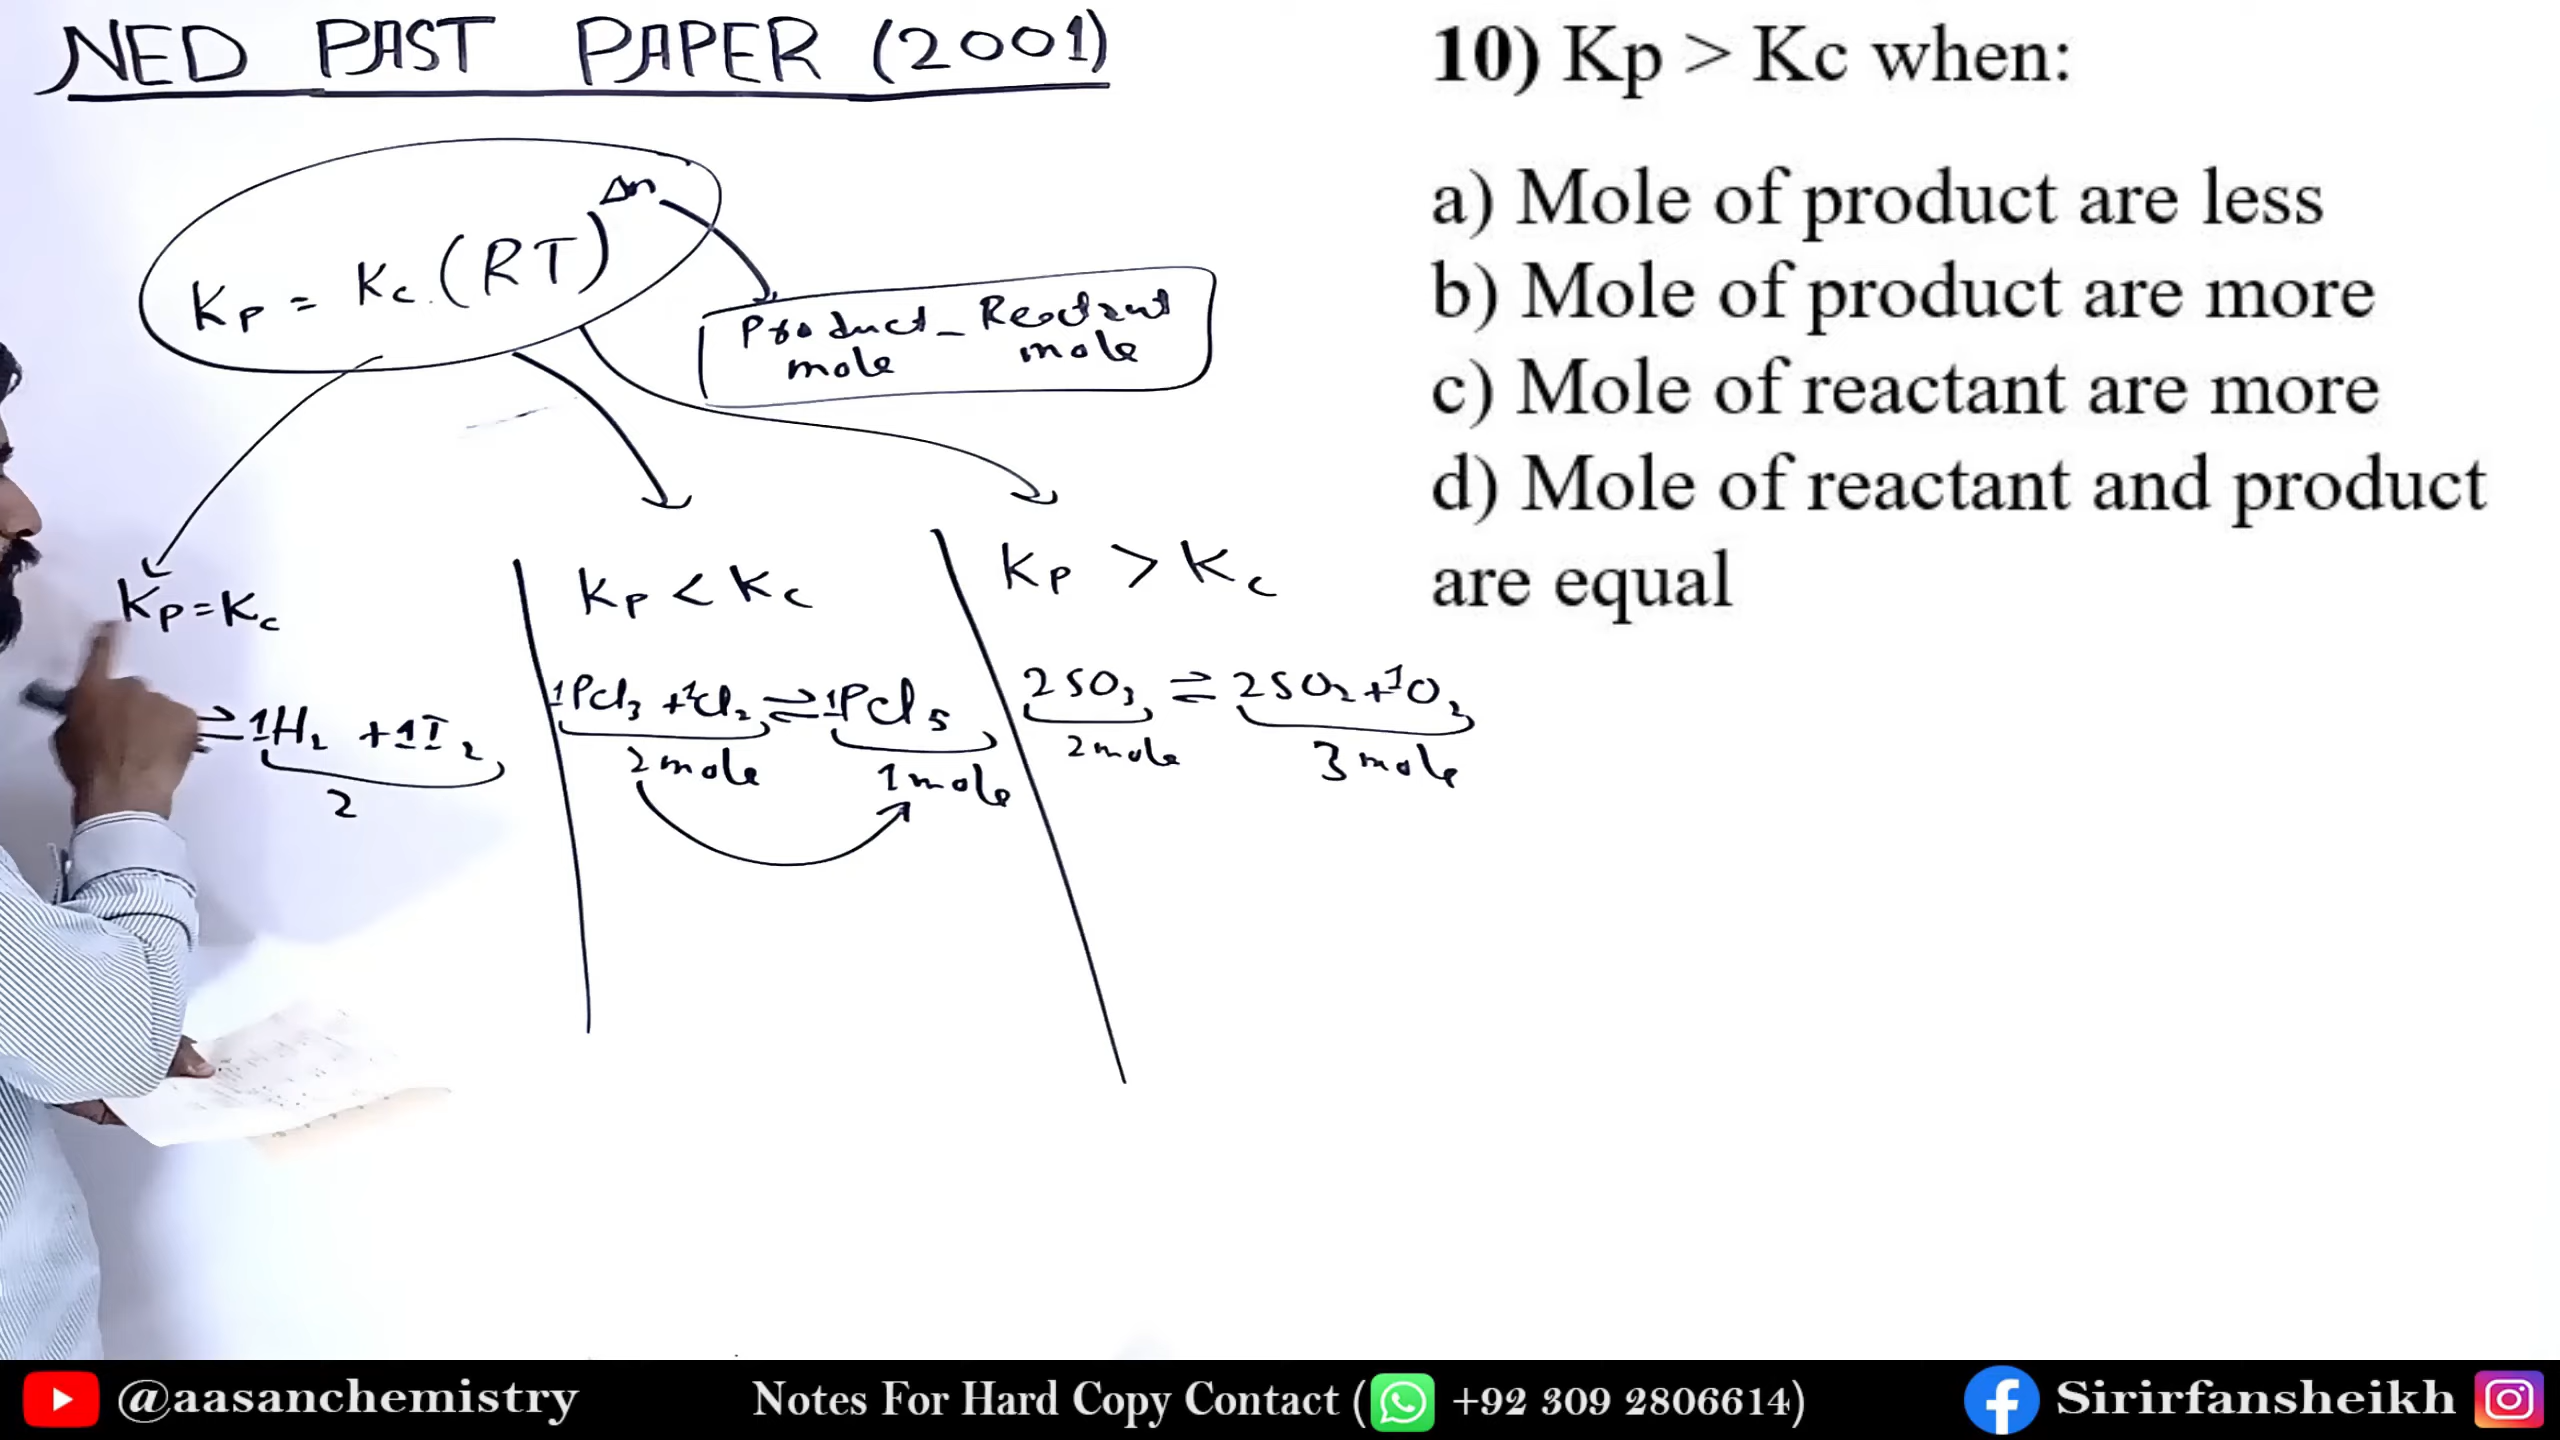 NED PAST PAPER (2001)
Kp = Kc.(RT)^Δn
Product mole - Reactant mole
Kp = Kc
⇌ 1H2 + 1I2
2
Kp < Kc
1PCl3 + 1Cl2 ⇌ 1PCl5
2 mole
1 mole
Kp > Kc
2SO3 ⇌ 2SO2 + 1O2
2 mole
3 mole
10) Kp > Kc when:
a) Mole of product are less
b) Mole of product are more
c) Mole of reactant are more
d) Mole of reactant and product
are equal
@aasanchemistry
Notes For Hard Copy Contact ( +92 309 2806614)
Sirirfansheikh